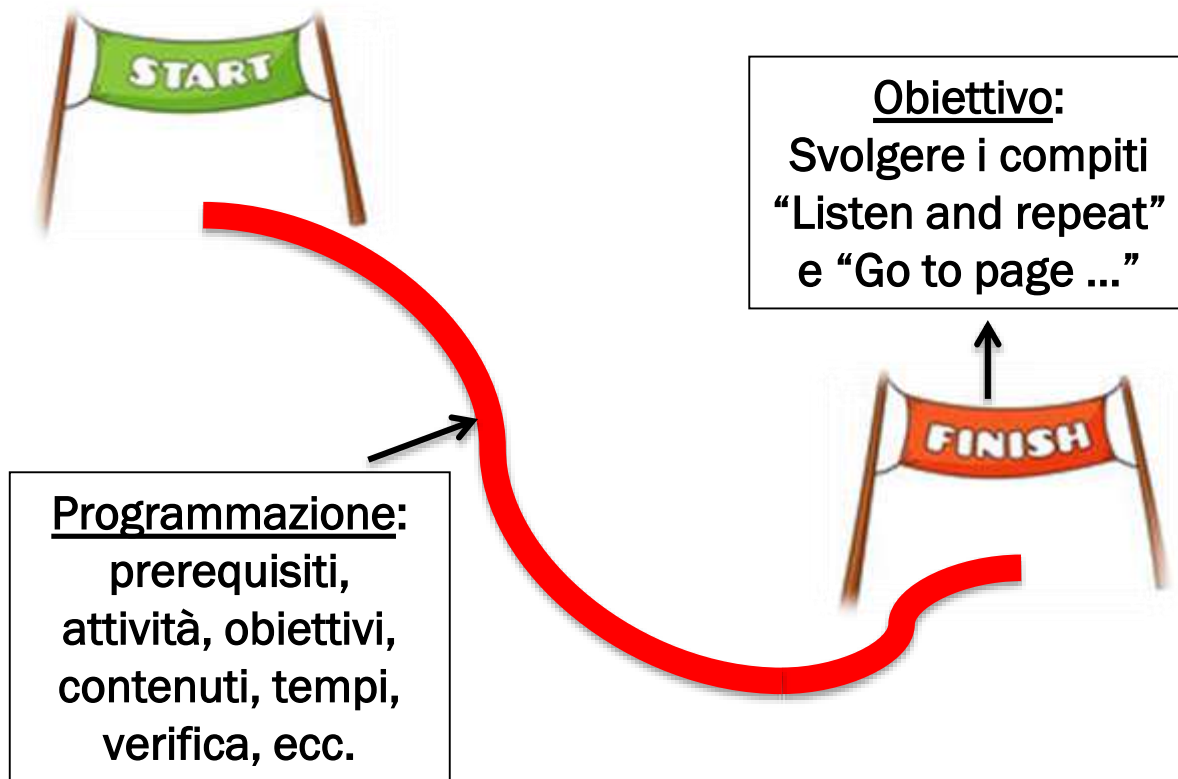 START
Obiettivo:
Svolgere i compiti
“Listen and repeat”
e “Go to page ...”
FINISH
Programmazione:
prerequisiti,
attività, obiettivi,
contenuti, tempi,
verifica, ecc.